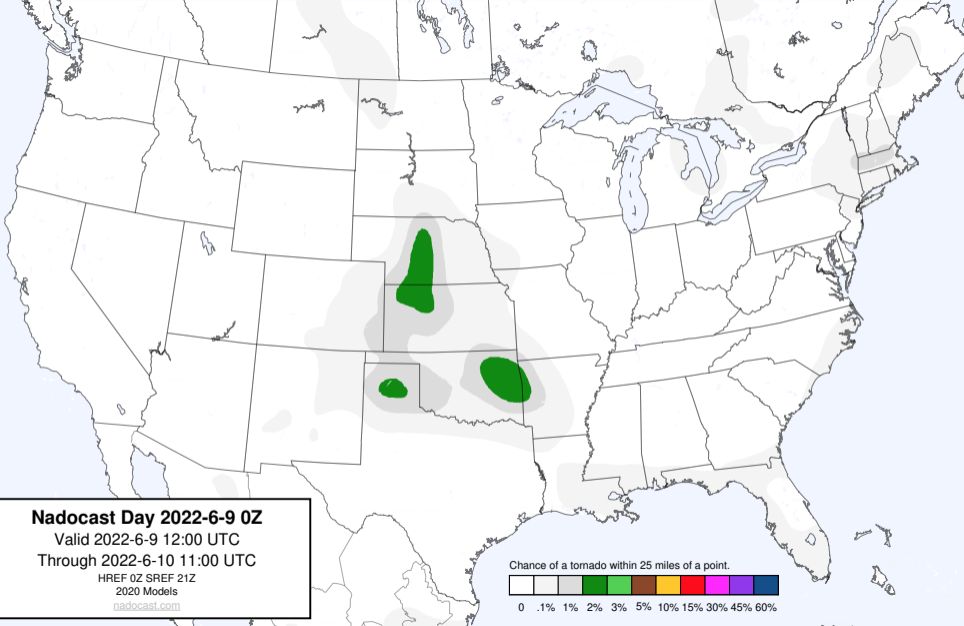 Nadocast Day 2022-6-9 0Z
Valid 2022-6-9 12:00 UTC
Through 2022-6-10 11:00 UTC
HREF 0Z SREF 21Z
2020 Models
nadocast.com
Chance of a tornado within 25 miles of a point.
0 .1% 1% 2% 3% 5% 10% 15% 30% 45% 60%